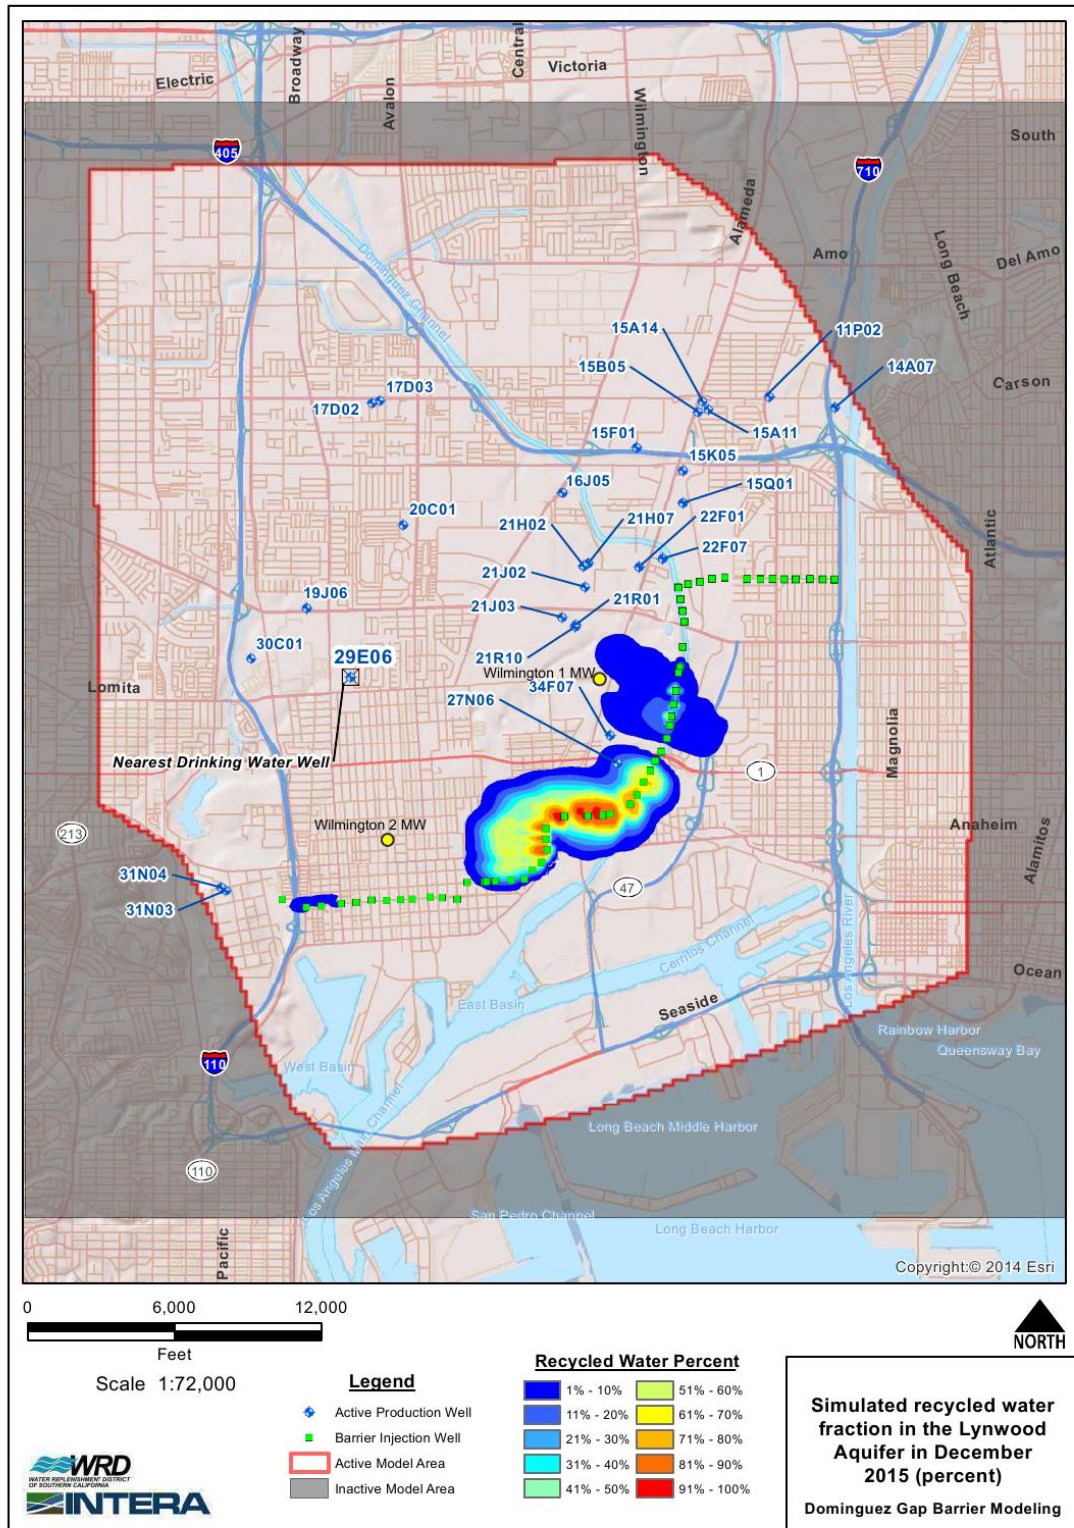 Electric
Broadway
Avalon
Central
Victoria
Wilmington
South
405
710
Alameda
Amo
Long Beach
Del Amo
Dominguez Channel
15A14
11P02
15B05
14A07
Carson
17D03
17D02
15A11
15F01
15K05
16J05
15Q01
20C01
21H07
22F01
21H02
22F07
Atlantic
21J02
19J06
21J03
21R01
30C01
29E06
21R10
Wilmington 1 MW
34F07
Lomita
27N06
Magnolia
Nearest Drinking Water Well
1
213
Wilmington 2 MW
Anaheim
Alamitos
31N04
47
31N03
Cerritos Channel
Los Angeles River
Ocean
East Basin
Seaside
Rainbow Harbor
Queensway Bay
110
West Basin
Los Angeles Main Channel
Long Beach Middle Harbor
110
San Pedro Channel
Long Beach Harbor
Pacific
Copyright:© 2014 Esri
0 6,000 12,000
Feet
Scale 1:72,000
NORTH
Legend
Active Production Well
Barrier Injection Well
Active Model Area
Inactive Model Area
Recycled Water Percent
1% - 10% 51% - 60%
11% - 20% 61% - 70%
21% - 30% 71% - 80%
31% - 40% 81% - 90%
41% - 50% 91% - 100%
WRD
WATER REPLENISHMENT DISTRICT
OF SOUTHERN CALIFORNIA
INTERA
Simulated recycled water
fraction in the Lynwood
Aquifer in December
2015 (percent)
Dominguez Gap Barrier Modeling